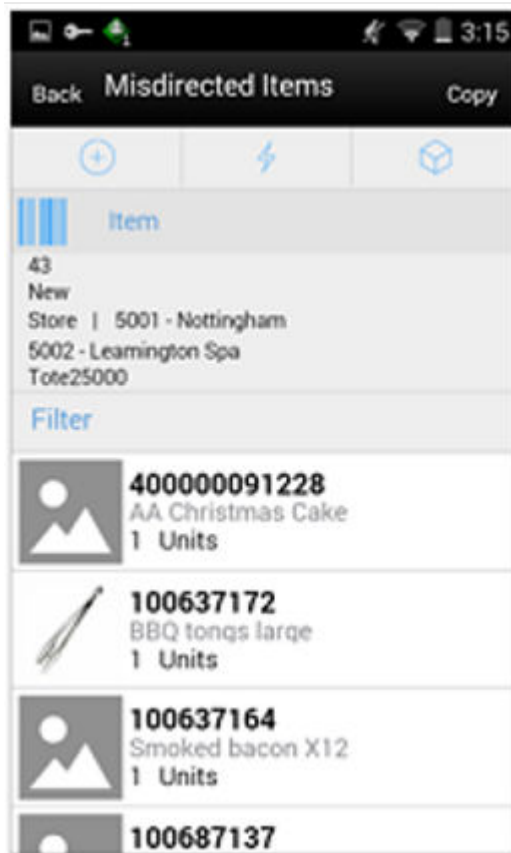 3:15
Back Misdirected Items Copy
Item
43
New
Store | 5001 - Nottingham
5002 - Leamington Spa
Tote25000
Filter
400000091228
AA Christmas Cake
1 Units
100637172
BBQ tongs large
1 Units
100637164
Smoked bacon X12
1 Units
100687137